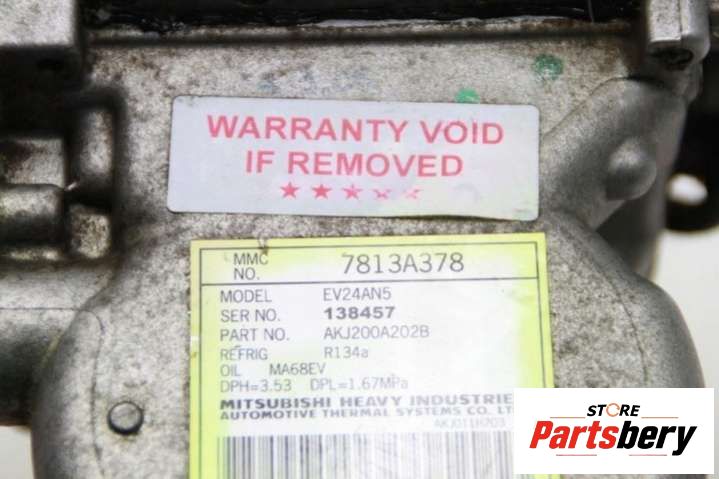 WARRANTY VOID
IF REMOVED
MMC NO. 7813A378
MODEL EV24AN5
SER NO. 138457
PART NO. AKJ200A202B
REFRIG R134a
OIL MA68EV
DPH=3.53 DPL=1.67MPa
MITSUBISHI HEAVY INDUSTRIE
AUTOMOTIVE THERMAL SYSTEMS CO. LT
AKJ011H703
STORE
Partsbery